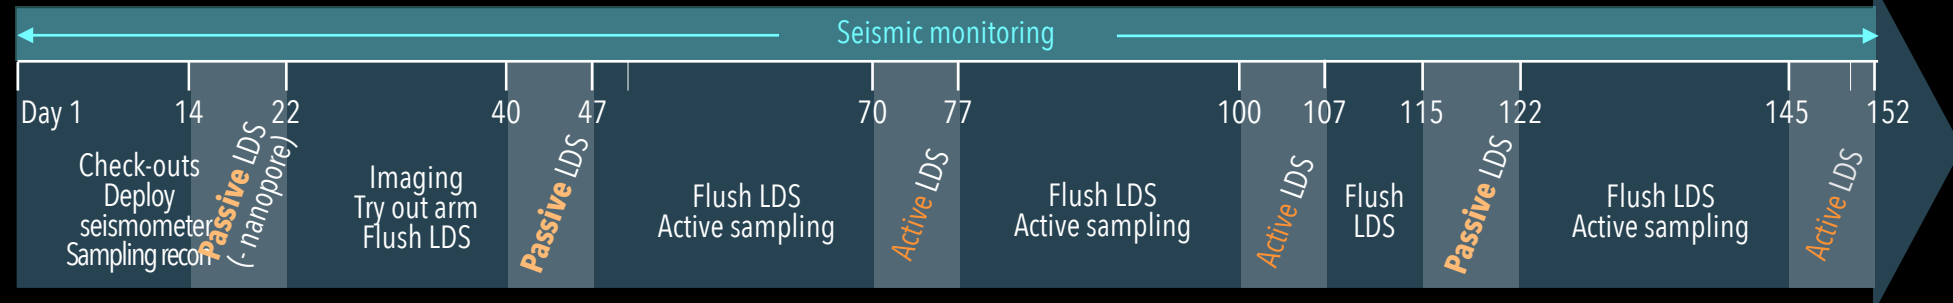 Seismic monitoring
Day 1
14
22
40
47
70
77
100
107
115
122
145
152
Check-outs
Deploy
seismometer
Sampling recon
Passive LDS
(- nanopore)
Imaging
Try out arm
Flush LDS
Passive LDS
Flush LDS
Active sampling
Active LDS
Flush LDS
Active sampling
Active LDS
Flush
LDS
Passive LDS
Flush LDS
Active sampling
Active LDS